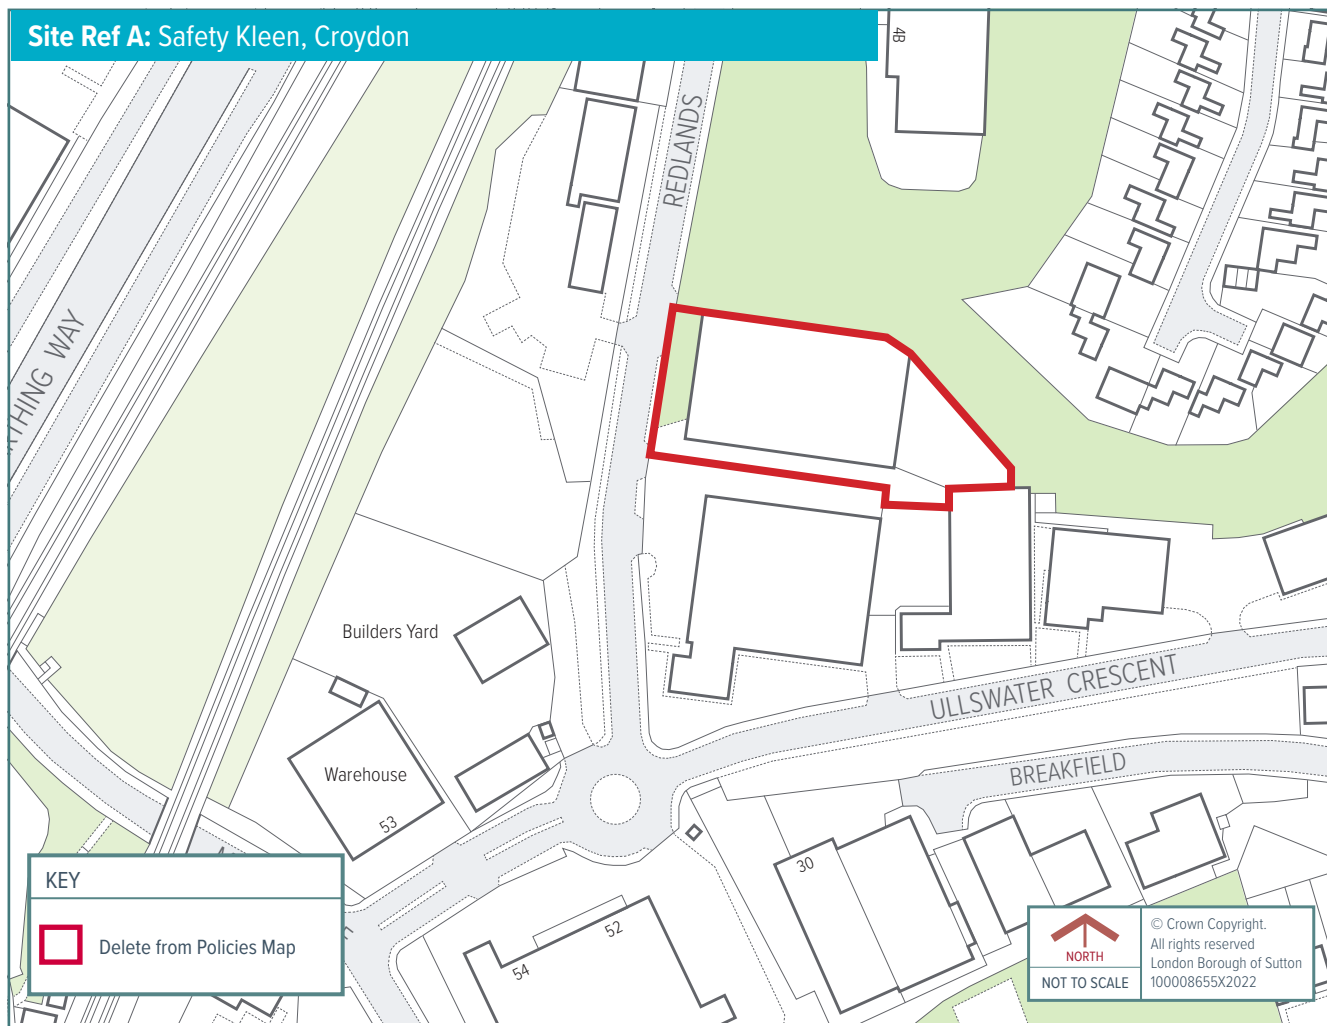 Site Ref A: Safety Kleen, Croydon
4B
REDLANDS
RTHING WAY
Builders Yard
Warehouse
53
ULLSWATER CRESCENT
BREAKFIELD
30
52
54
KEY
Delete from Policies Map
NORTH
NOT TO SCALE
© Crown Copyright.
All rights reserved
London Borough of Sutton
100008655X2022